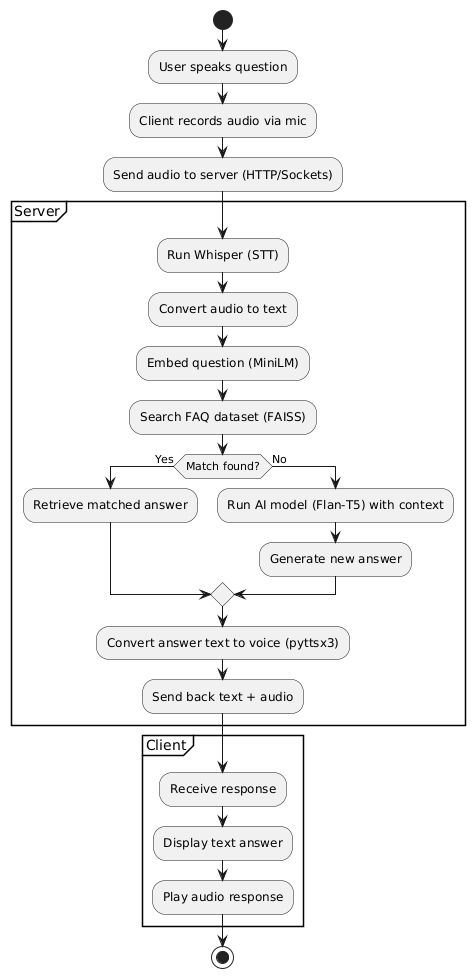 User speaks question
Client records audio via mic
Send audio to server (HTTP/Sockets)
Server
Run Whisper (STT)
Convert audio to text
Embed question (MiniLM)
Search FAQ dataset (FAISS)
Yes
Match found?
No
Retrieve matched answer
Run AI model (Flan-T5) with context
Generate new answer
Convert answer text to voice (pyttsx3)
Send back text + audio
Client
Receive response
Display text answer
Play audio response